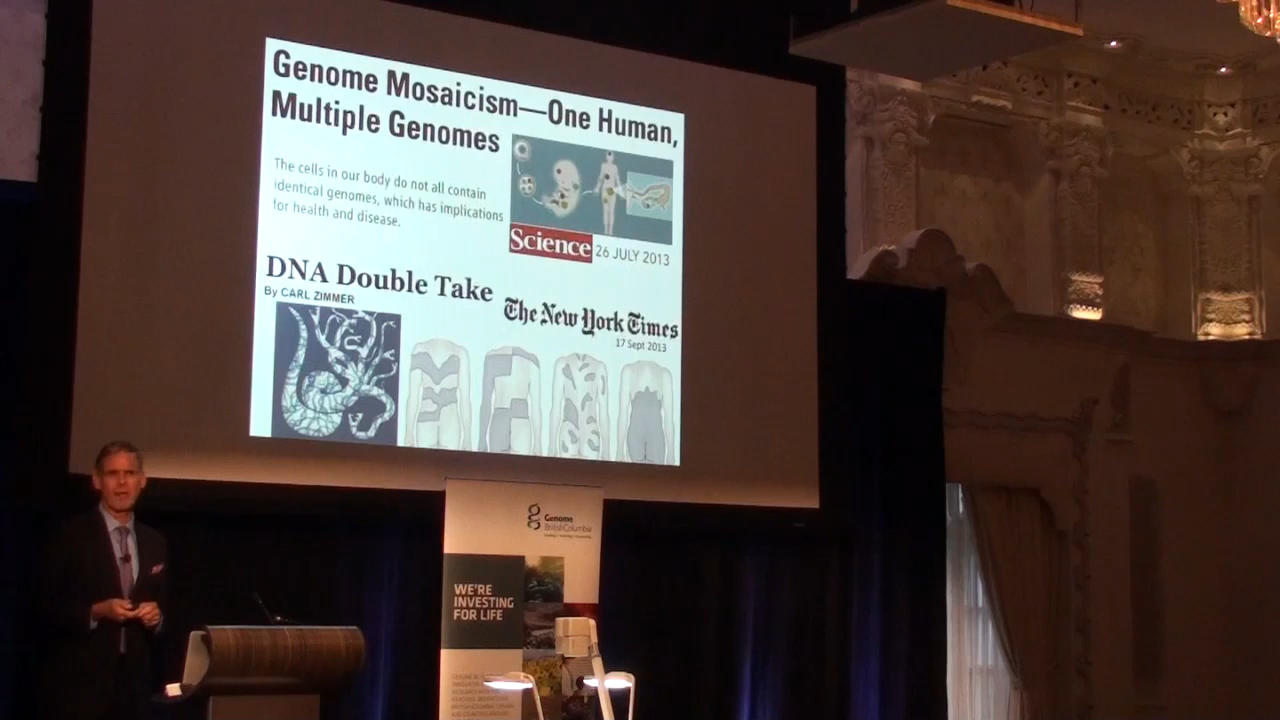 Genome Mosaicism—One Human,
Multiple Genomes
The cells in our body do not all contain
identical genomes, which has implications
for health and disease.
Science 26 JULY 2013
DNA Double Take
By CARL ZIMMER
The New York Times
17 Sept 2013
Genome
BritishColumbia
WE'RE
INVESTING
FOR LIFE